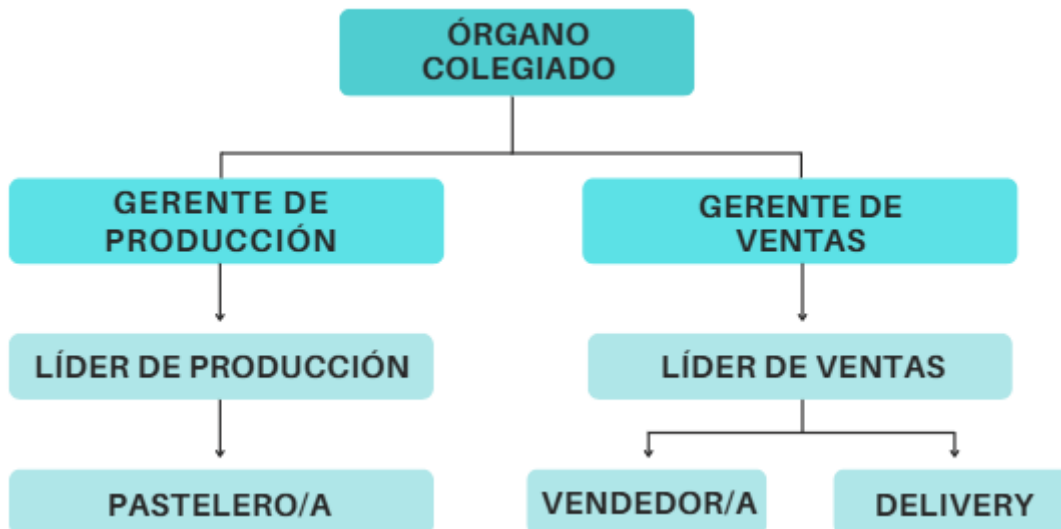 ÓRGANO
COLEGIADO
GERENTE DE
PRODUCCIÓN
GERENTE DE
VENTAS
LÍDER DE PRODUCCIÓN
LÍDER DE VENTAS
PASTELERO/A
VENDEDOR/A
DELIVERY